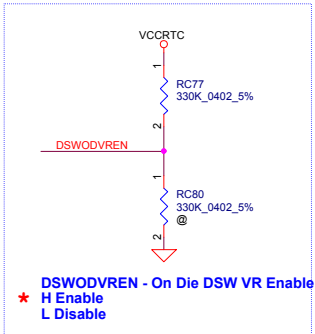 VCCRTC
1
RC77
330K_0402_5%
2
DSWODVREN
1
RC80
330K_0402_5%
@
2
DSWODVREN - On Die DSW VR Enable
* H Enable
L Disable